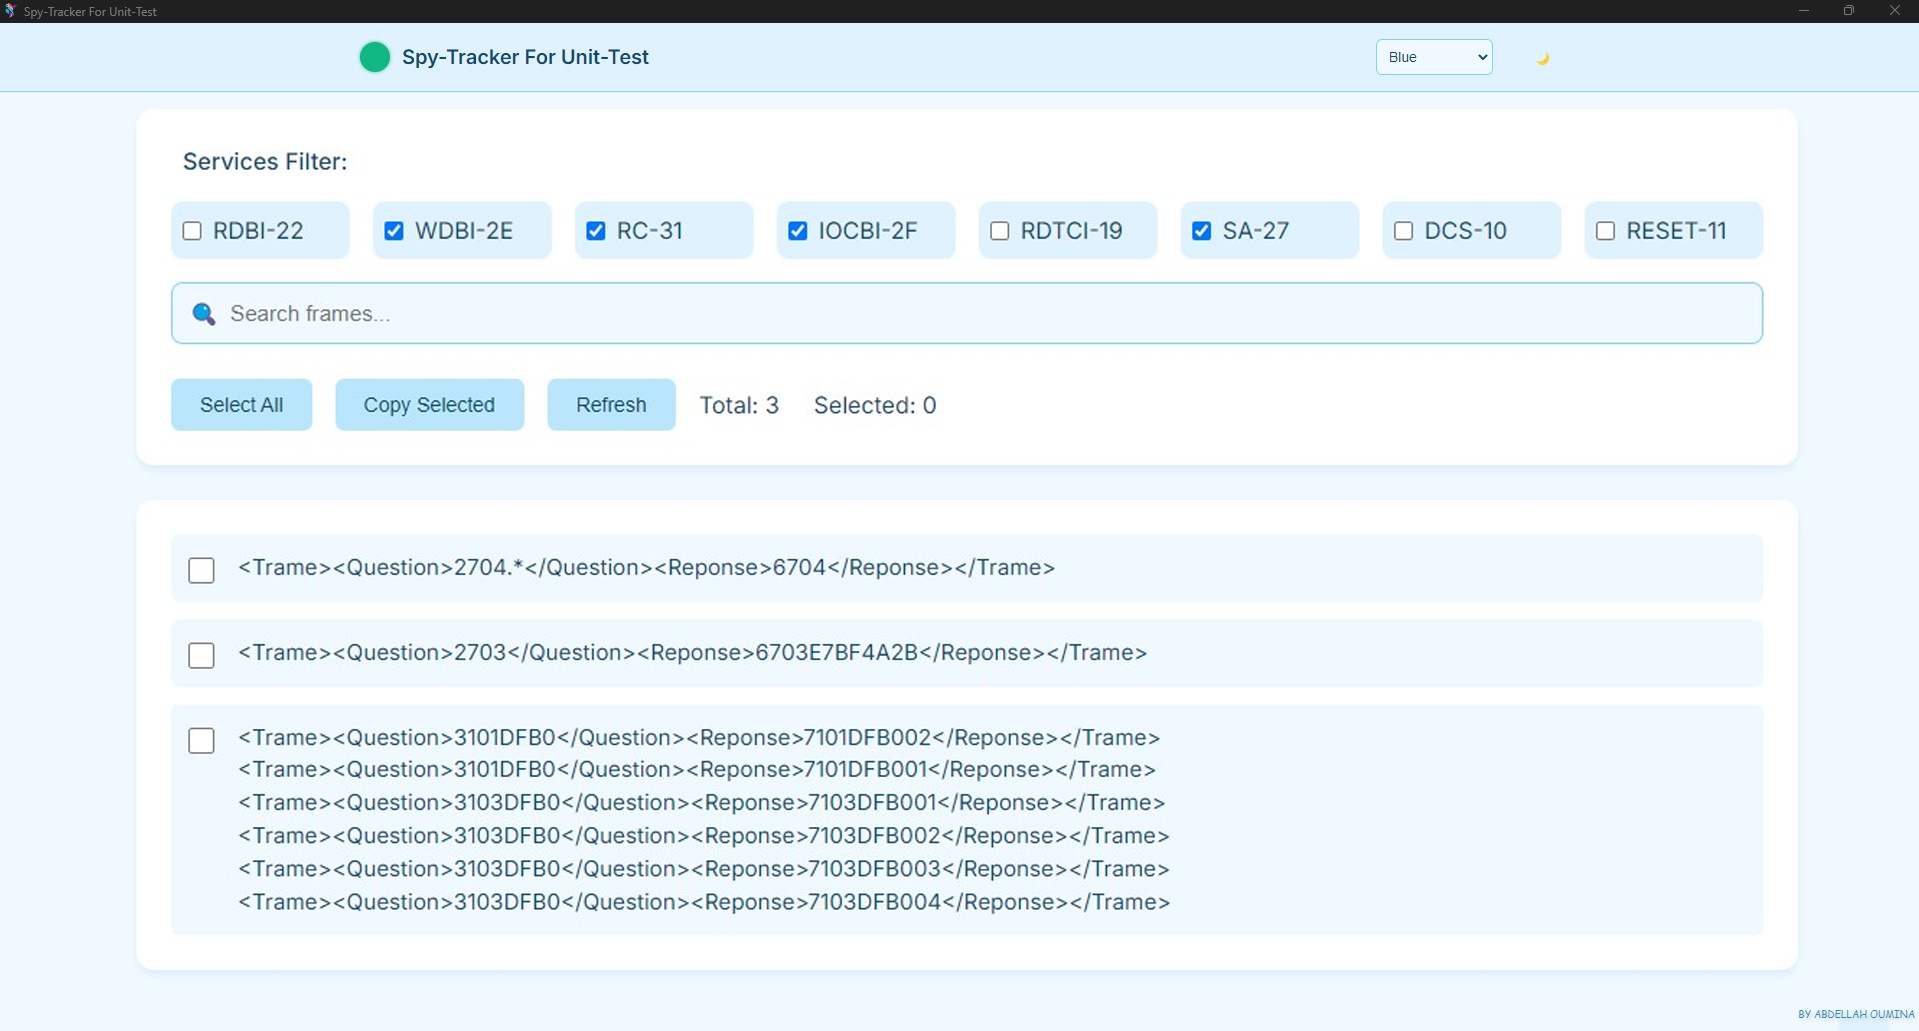 Spy-Tracker For Unit-Test
Spy-Tracker For Unit-Test
Blue
Services Filter:
RDBI-22
WDBI-2E
RC-31
IOCBI-2F
RDTCI-19
SA-27
DCS-10
RESET-11
Search frames...
Select All
Copy Selected
Refresh
Total: 3
Selected: 0
<Trame><Question>2704.*</Question><Reponse>6704</Reponse></Trame>
<Trame><Question>2703</Question><Reponse>6703E7BF4A2B</Reponse></Trame>
<Trame><Question>3101DFB0</Question><Reponse>7101DFB002</Reponse></Trame>
<Trame><Question>3101DFB0</Question><Reponse>7101DFB001</Reponse></Trame>
<Trame><Question>3103DFB0</Question><Reponse>7103DFB001</Reponse></Trame>
<Trame><Question>3103DFB0</Question><Reponse>7103DFB002</Reponse></Trame>
<Trame><Question>3103DFB0</Question><Reponse>7103DFB003</Reponse></Trame>
<Trame><Question>3103DFB0</Question><Reponse>7103DFB004</Reponse></Trame>
BY ABDELLAH OUMINA